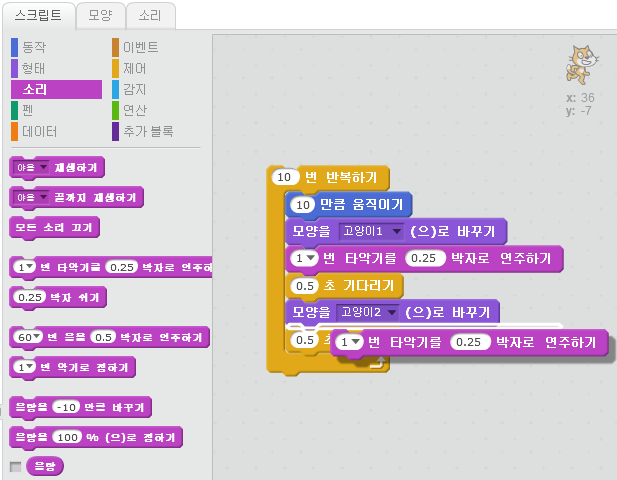 스크립트 모양 소리
동작 이벤트
형태 제어
소리 감지
펜 연산
데이터 추가 블록
x: 36
y: -7
야옹 재생하기
야옹 끝까지 재생하기
모든 소리 끄기
1 번 타악기를 0.25 박자로 연주하
0.25 박자 쉬기
60 번 음을 0.5 박자로 연주하기
1 번 악기로 정하기
음량을 -10 만큼 바꾸기
음량을 100 % (으)로 정하기
음량
10 번 반복하기
10 만큼 움직이기
모양을 고양이1 (으)로 바꾸기
1 번 타악기를 0.25 박자로 연주하기
0.5 초 기다리기
모양을 고양이2 (으)로 바꾸기
0.5 초
1 번 타악기를 0.25 박자로 연주하기